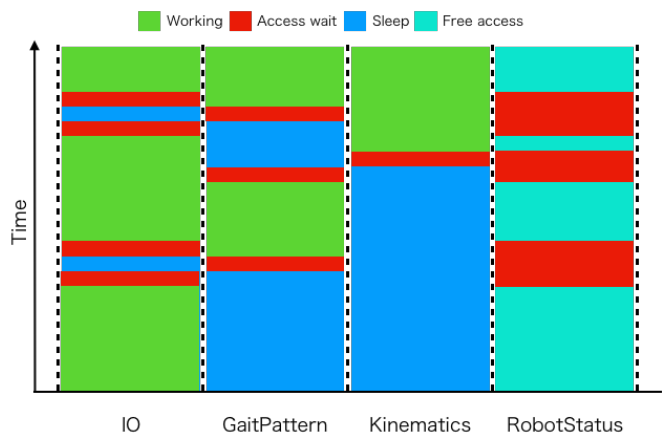 Working Access wait Sleep Free access
Time
IO GaitPattern Kinematics RobotStatus